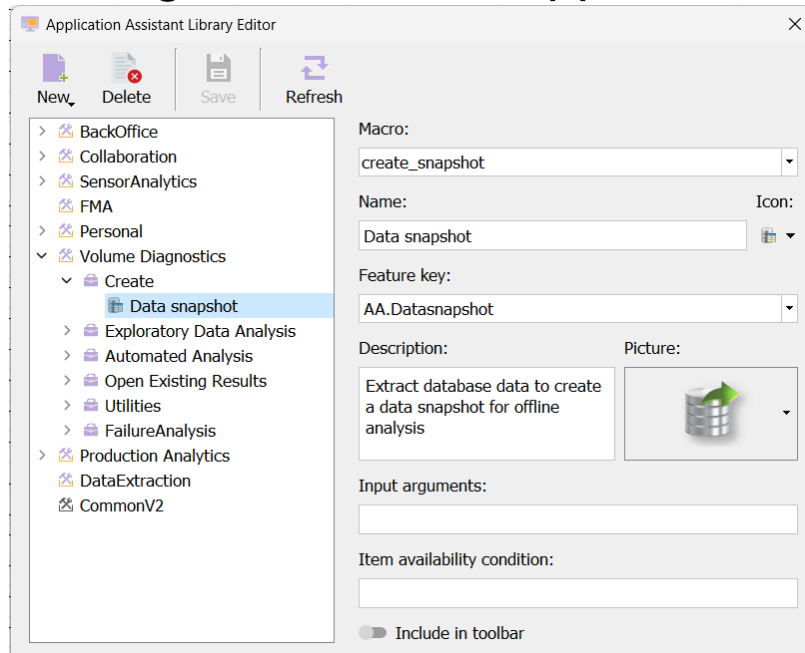 Application Assistant Library Editor
New
Delete
Save
Refresh
BackOffice
Collaboration
SensorAnalytics
FMA
Personal
Volume Diagnostics
Create
Data snapshot
Exploratory Data Analysis
Automated Analysis
Open Existing Results
Utilities
FailureAnalysis
Production Analytics
DataExtraction
CommonV2
Macro:
create_snapshot
Name:
Icon:
Data snapshot
Feature key:
AA.Datasnapshot
Description:
Picture:
Extract database data to create
a data snapshot for offline
analysis
Input arguments:
Item availability condition:
Include in toolbar